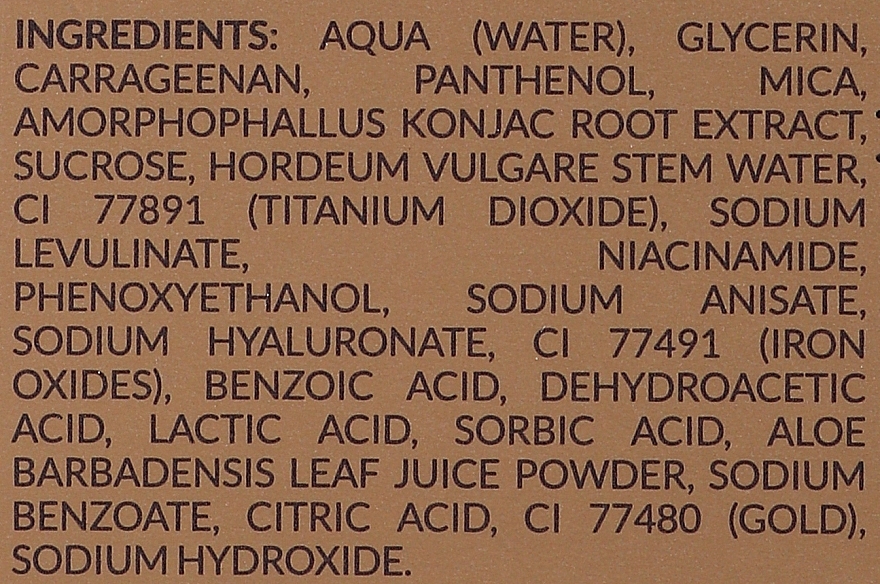 INGREDIENTS: AQUA (WATER), GLYCERIN,
CARRAGEENAN, PANTHENOL, MICA,
AMORPHOPHALLUS KONJAC ROOT EXTRACT,
SUCROSE, HORDEUM VULGARE STEM WATER,
CI 77891 (TITANIUM DIOXIDE), SODIUM
LEVULINATE, NIACINAMIDE,
PHENOXYETHANOL, SODIUM ANISATE,
SODIUM HYALURONATE, CI 77491 (IRON
OXIDES), BENZOIC ACID, DEHYDROACETIC
ACID, LACTIC ACID, SORBIC ACID, ALOE
BARBADENSIS LEAF JUICE POWDER, SODIUM
BENZOATE, CITRIC ACID, CI 77480 (GOLD),
SODIUM HYDROXIDE.